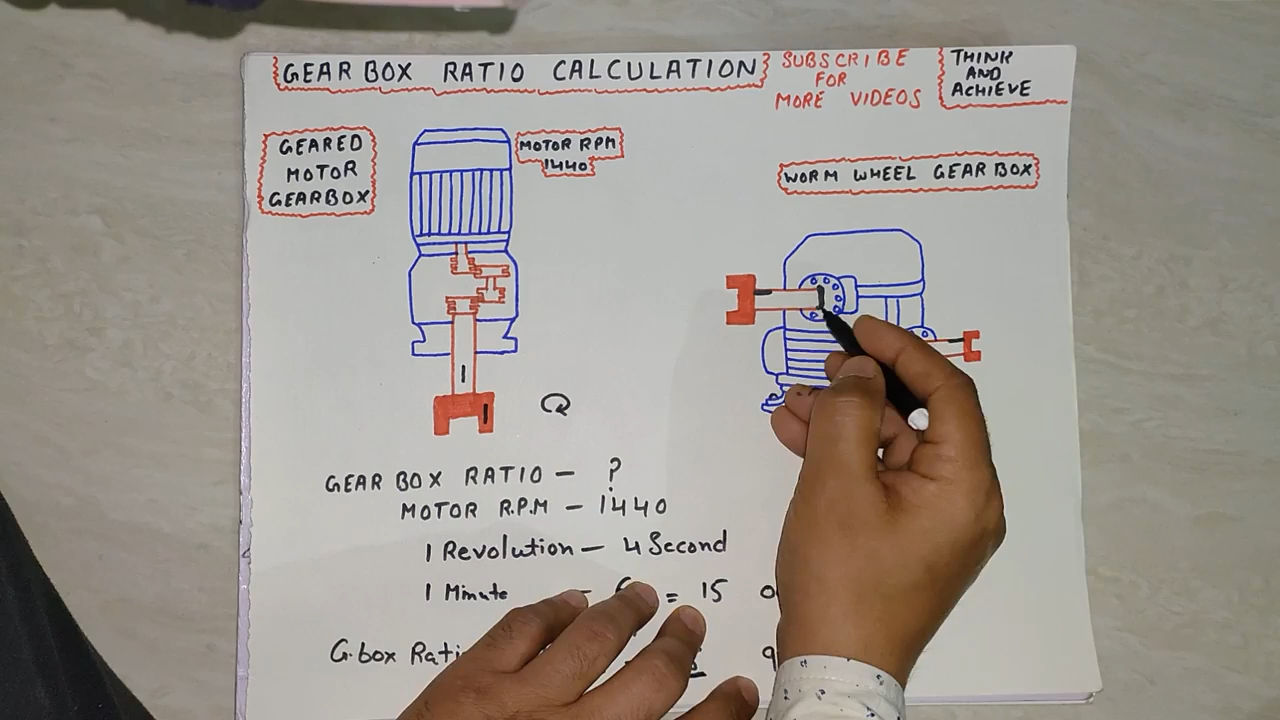 GEAR BOX RATIO CALCULATION
SUBSCRIBE
FOR
MORE VIDEOS
THINK
AND
ACHIEVE
GEARED
MOTOR
GEARBOX
MOTOR RPM
1440
WORM WHEEL GEAR BOX
GEAR BOX RATIO – ?
MOTOR R.P.M – 1440
1 Revolution – 4 Second
1 Minute – = 15
G.box